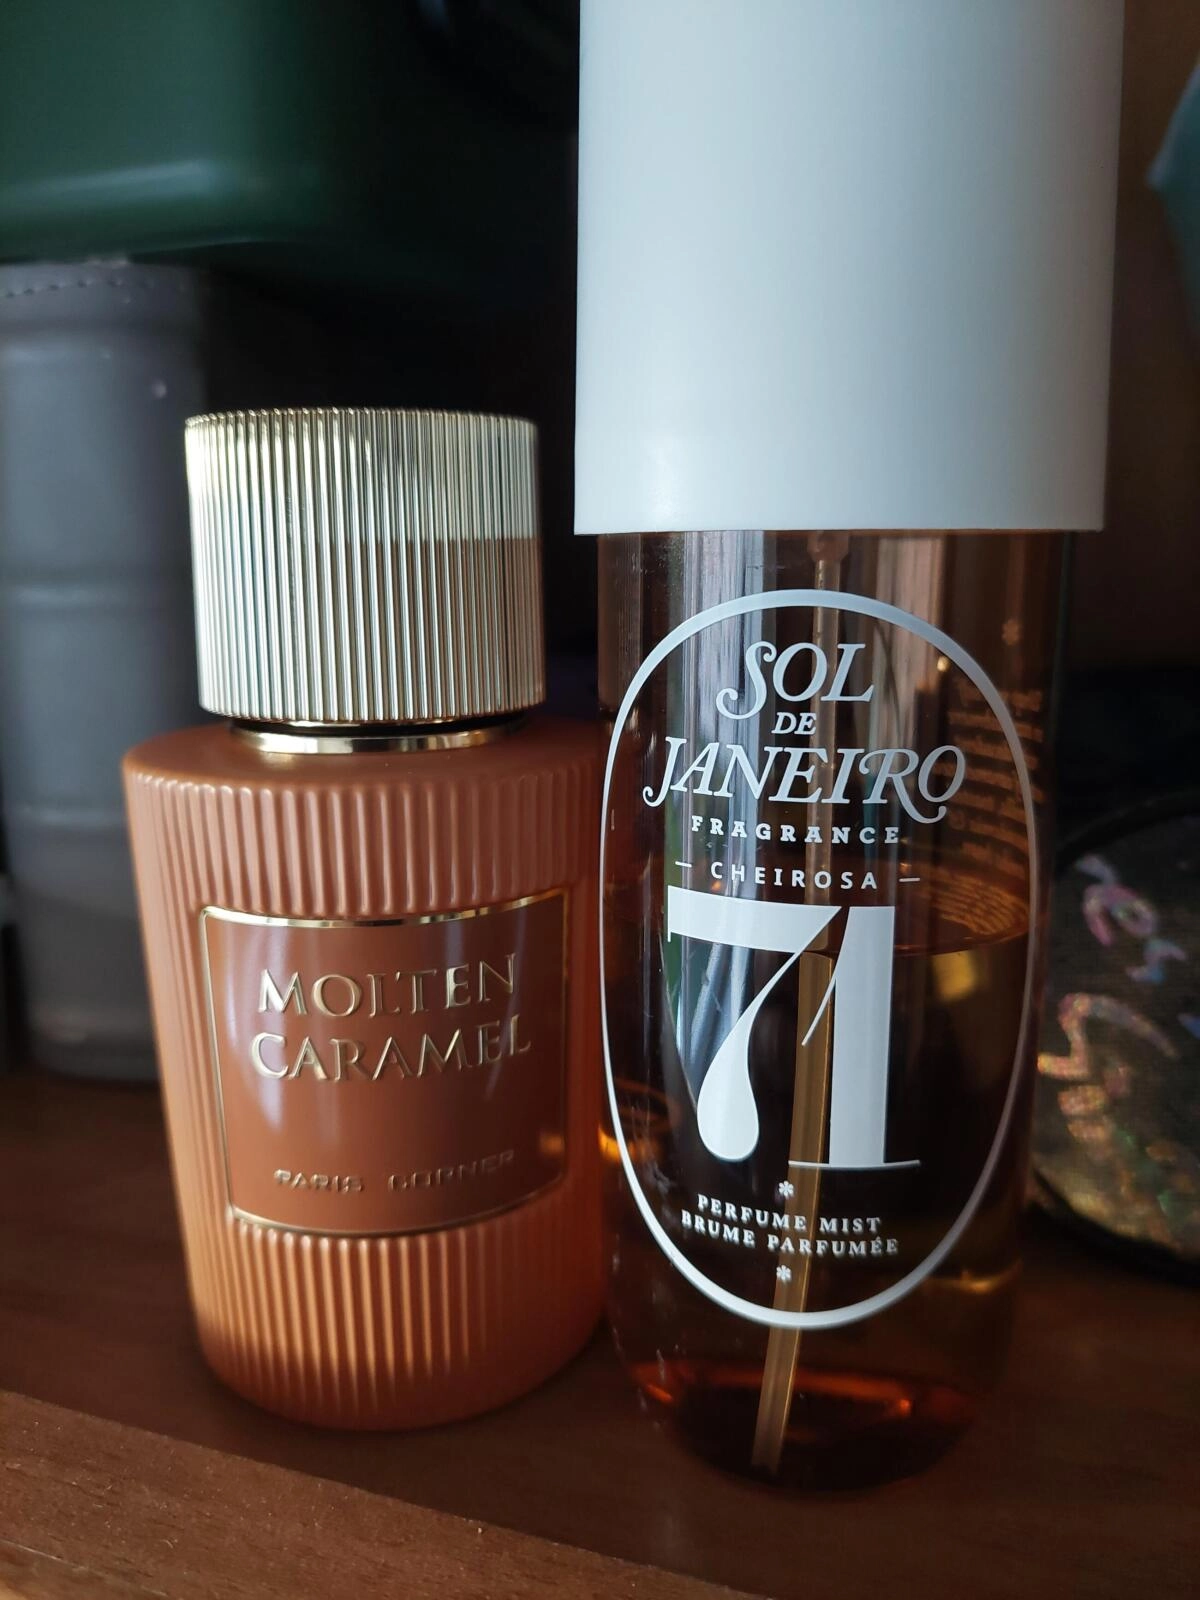 MOLTEN
CARAMEL
PARIS CORNER
SOL
DE
JANEIRO
FRAGRANCE
— CHEIROSA —
71
*
PERFUME MIST
BRUME PARFUMÉE
*